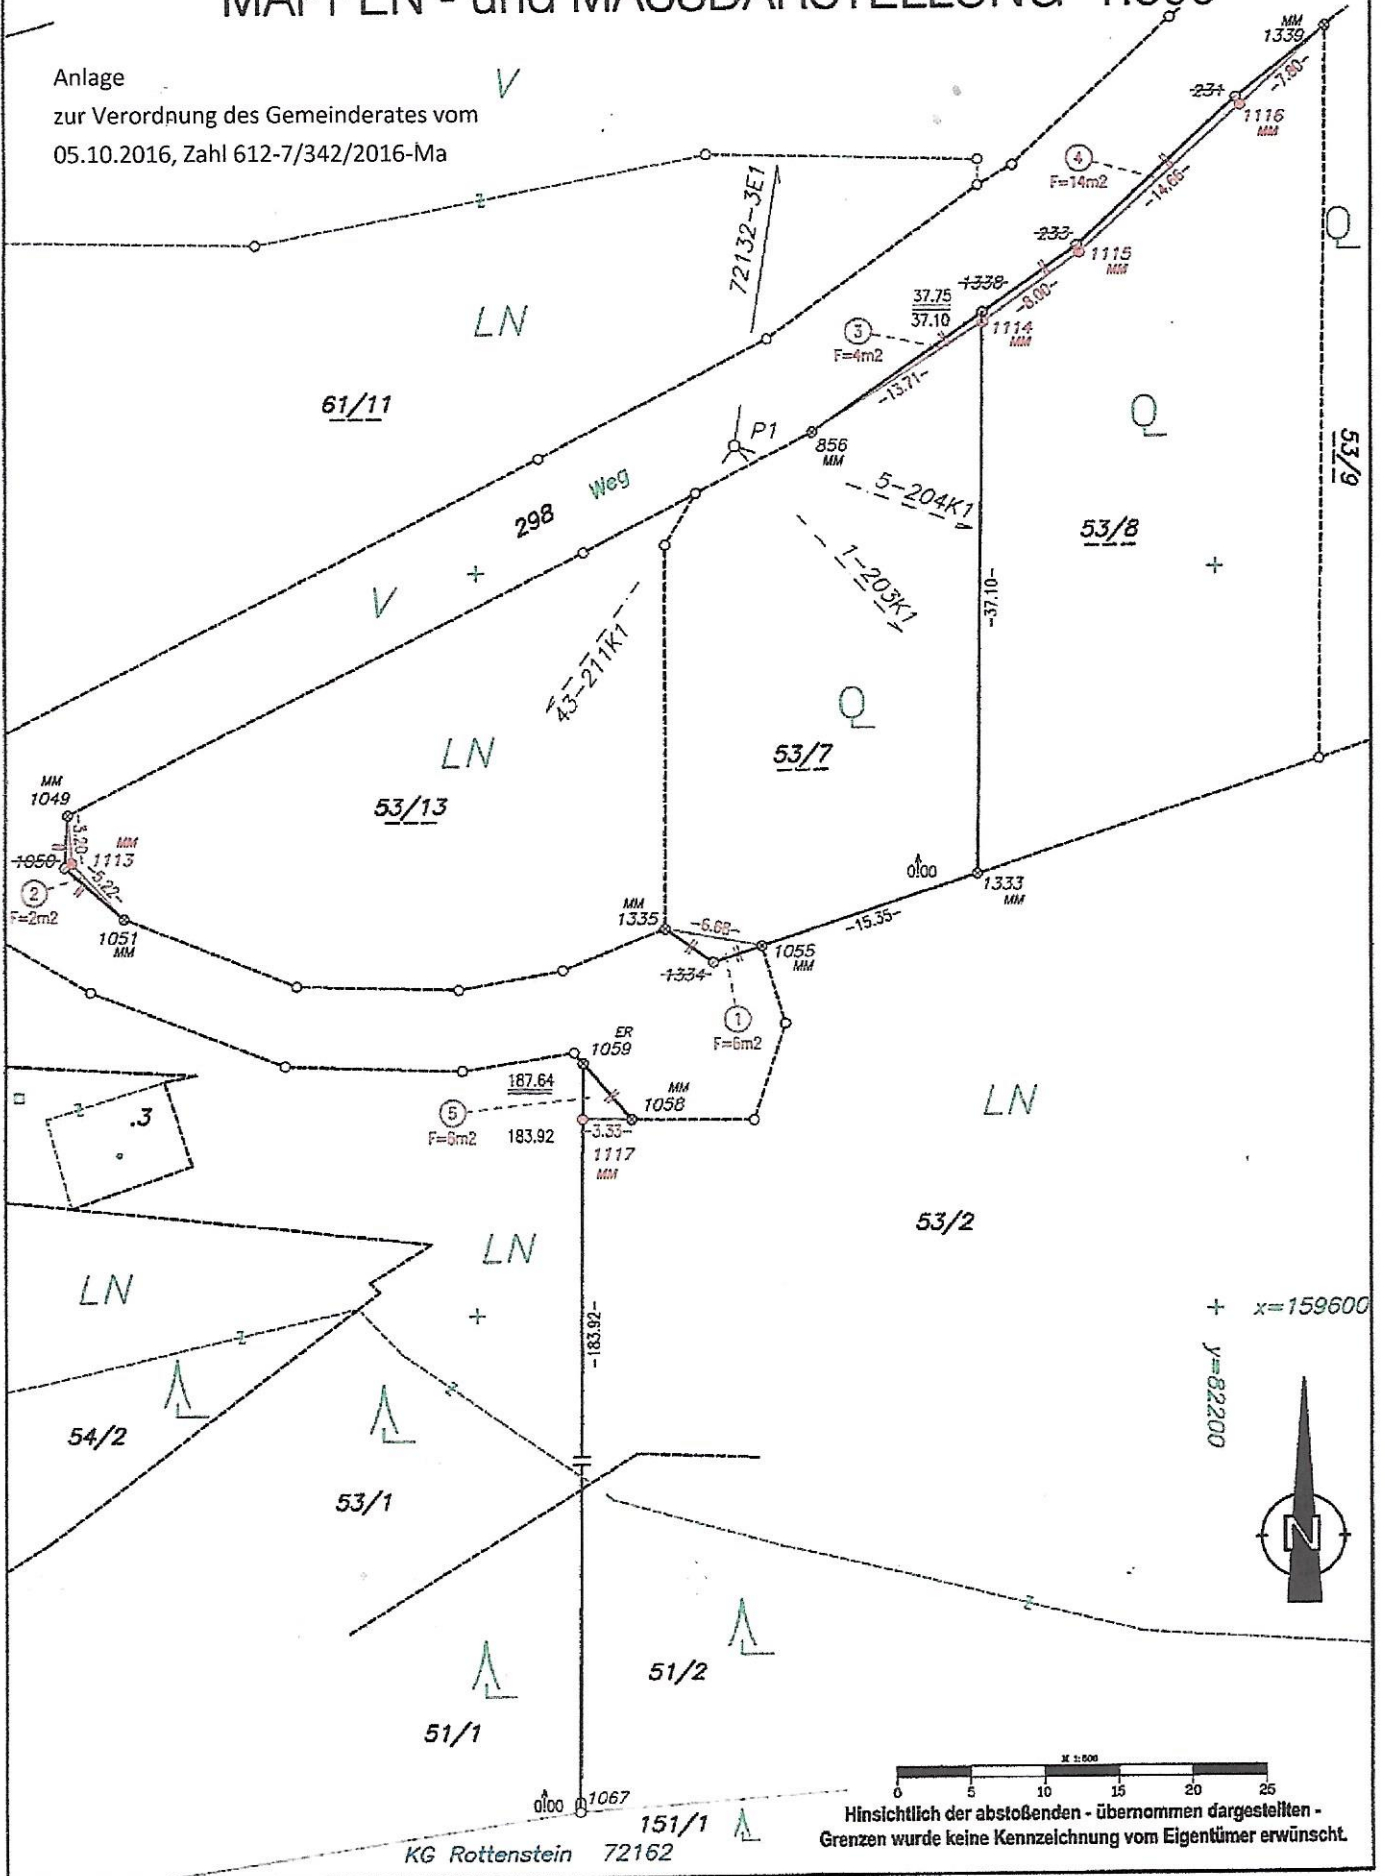 MAPPEN - und MASSDARSTELLUNG 1:500
Anlage
zur Verordnung des Gemeinderates vom
05.10.2016, Zahl 612-7/342/2016-Ma
V
MM
1339
-7.80-
231
1116
MM
4
F=14m2
-14.66-
72132-3E1
Q
233
1115
MM
1338
-8.00-
37.75
37.10
1114
MM
3
F=4m2
LN
-13.71-
61/11
Q
P1
856
MM
53/9
Weg
5-204K1
298
53/8
1-203K1
-37.10-
V
43-211K1
Q
LN
53/7
MM
1049
53/13
-3.20-
MM
1113
1050
-5.22-
2
F=2m2
0.00
1333
MM
MM
1335
-6.68-
-15.35-
1051
MM
1055
MM
1334
1
F=6m2
ER
1059
187.64
MM
1058
LN
5
F=6m2
183.92
-3.33-
1117
MM
.3
53/2
LN
LN
-183.92-
x=159600
y=82200
54/2
53/1
N
51/2
51/1
M 1:500
0 5 10 15 20 25
0.00
1067
151/1
Hinsichtlich der abstoßenden - übernommen dargestellten -
Grenzen wurde keine Kennzeichnung vom Eigentümer erwünscht.
KG Rottenstein 72162